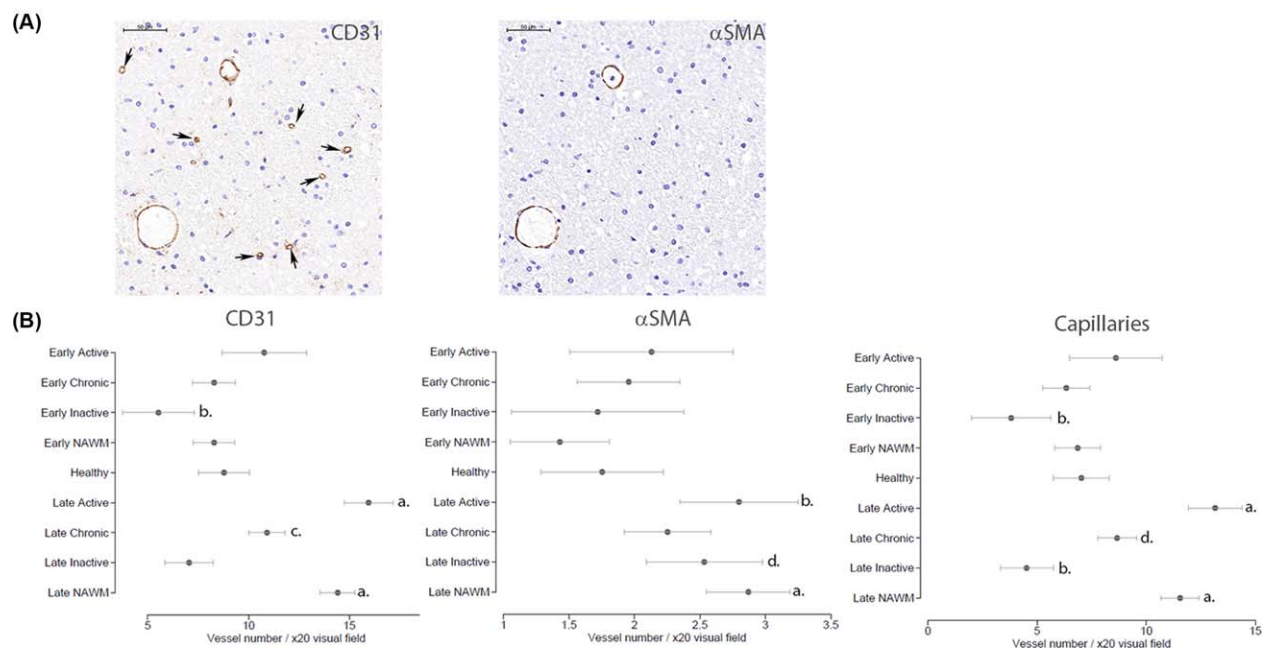 (A)
50 µm
CD31
50 µm
αSMA
(B)
CD31
Early Active
Early Chronic
Early Inactive
b.
Early NAWM
Healthy
Late Active
a.
Late Chronic
c.
Late Inactive
Late NAWM
a.
5
15
Vessel number / x20 visual field
αSMA
Early Active
Early Chronic
Early Inactive
Early NAWM
Healthy
Late Active
b.
Late Chronic
Late Inactive
d.
Late NAWM
a.
1
1.5
2
2.5
3
3.5
Vessel number / x20 visual field
Capillaries
Early Active
Early Chronic
Early Inactive
b.
Early NAWM
Healthy
Late Active
a.
Late Chronic
d.
Late Inactive
b.
Late NAWM
a.
0
5
10
15
Vessel number / x20 visual field